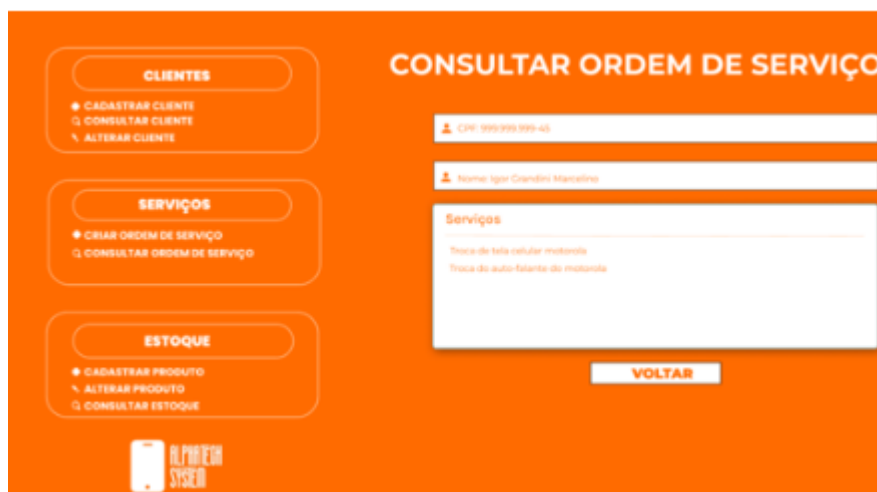 CLIENTES
CADASTRAR CLIENTE
CONSULTAR CLIENTE
ALTERAR CLIENTE
SERVIÇOS
CRIAR ORDEM DE SERVIÇO
CONSULTAR ORDEM DE SERVIÇO
ESTOQUE
CADASTRAR PRODUTO
ALTERAR PRODUTO
CONSULTAR ESTOQUE
ALPHATECH
SYSTEM
CONSULTAR ORDEM DE SERVIÇO
CPF: 999.999.999-45
Nome: Igor Grandini Marcelino
Serviços
Troca de tela celular motorola
Troca do auto-falante do motorola
VOLTAR